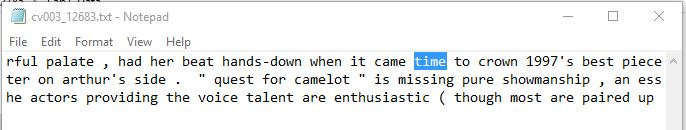 cv003_12683.txt - Notepad
File Edit Format View Help
rful palate , had her beat hands-down when it came time to crown 1997's best piece
ter on arthur's side . " quest for camelot " is missing pure showmanship , an ess
he actors providing the voice talent are enthusiastic ( though most are paired up